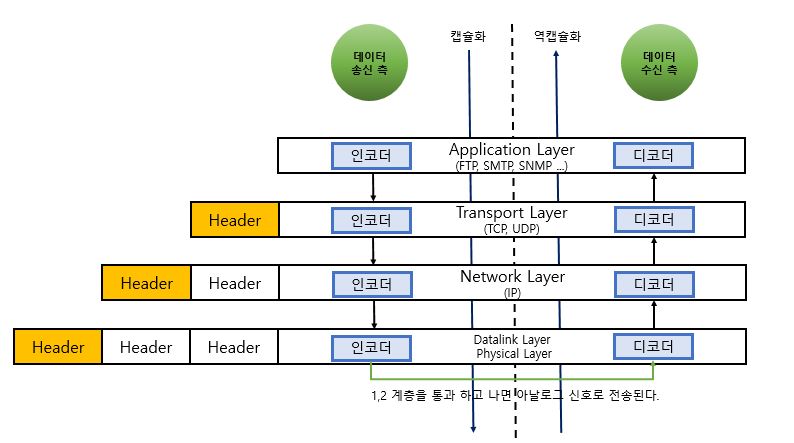 데이터
송신 측
캡슐화
역캡슐화
데이터
수신 측
인코더
Application Layer
(FTP, SMTP, SNMP ...)
디코더
Header
인코더
Transport Layer
(TCP, UDP)
디코더
Header
Header
인코더
Network Layer
(IP)
디코더
Header
Header
Header
인코더
Datalink Layer
Physical Layer
디코더
1,2 계층을 통과 하고 나면 아날로그 신호로 전송된다.